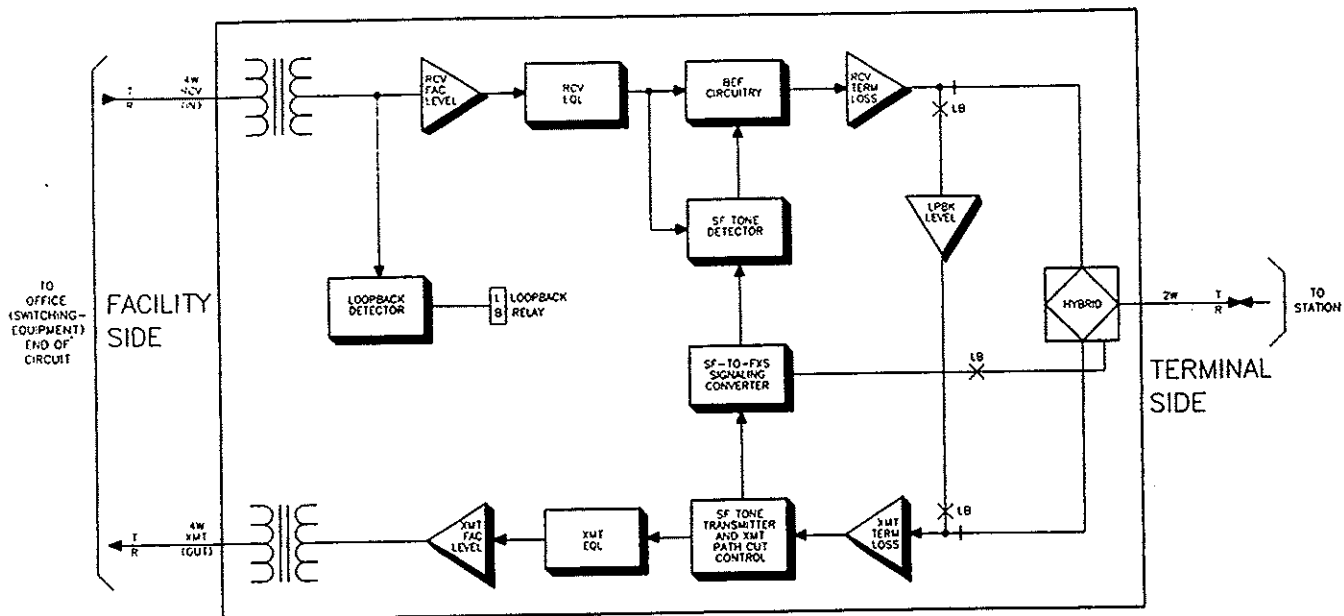 4W
RCV
(IN)
T
R
RCV
FAC
LEVEL
RCV
EQL
BEF
CIRCUITRY
RCV
TERM
LOSS
LB
LPBK
LEVEL
SF TONE
DETECTOR
TO
OFFICE
(SWITCHING-
EQUIPMENT)
END OF
CIRCUIT
FACILITY
SIDE
LOOPBACK
DETECTOR
L
B
LOOPBACK
RELAY
HYBRID
2W
T
R
TO
STATION
SF-TO-FXS
SIGNALING
CONVERTER
LB
TERMINAL
SIDE
4W
XMT
(OUT)
T
R
XMT
FAC
LEVEL
XMT
EQL
SF TONE
TRANSMITTER
AND XMT
PATH CUT
CONTROL
XMT
TERM
LOSS
LB